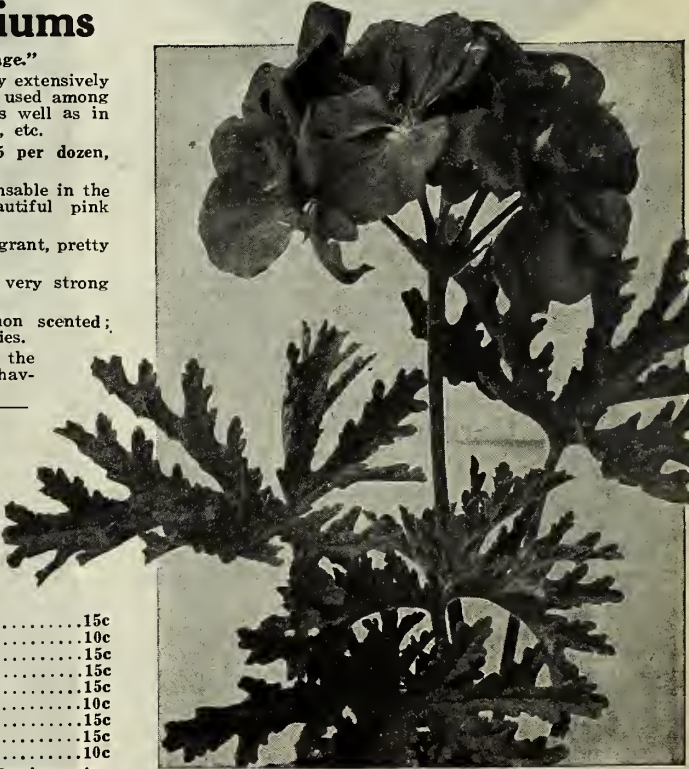 iums
age.”
y extensively
used among
s well as in
, etc.
5 per dozen,
nsable in the
autiful pink
grant, pretty
very strong
non scented;
ies.
the
hav-
..........15c
..........10c
..........15c
..........15c
..........15c
..........10c
..........15c
..........15c
..........10c